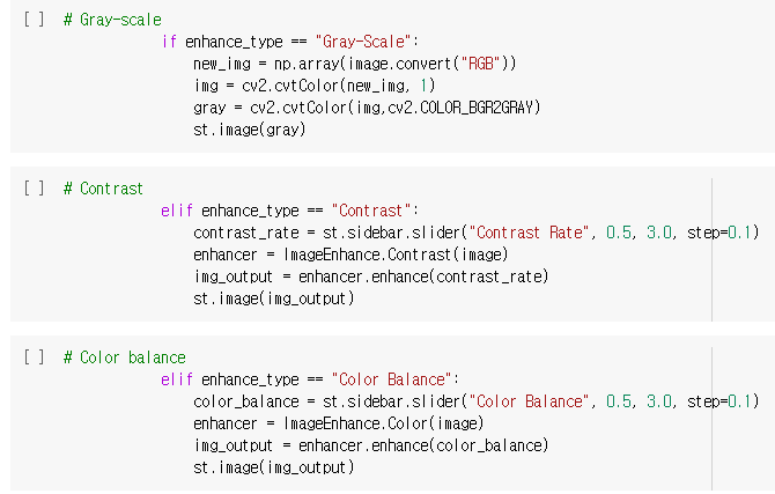 [ ] # Gray-scale
if enhance_type == "Gray-Scale":
new_img = np.array(image.convert("RGB"))
img = cv2.cvtColor(new_img, 1)
gray = cv2.cvtColor(img,cv2.COLOR_BGR2GRAY)
st.image(gray)
[ ] # Contrast
elif enhance_type == "Contrast":
contrast_rate = st.sidebar.slider("Contrast Rate", 0.5, 3.0, step=0.1)
enhancer = ImageEnhance.Contrast(image)
img_output = enhancer.enhance(contrast_rate)
st.image(img_output)
[ ] # Color balance
elif enhance_type == "Color Balance":
color_balance = st.sidebar.slider("Color Balance", 0.5, 3.0, step=0.1)
enhancer = ImageEnhance.Color(image)
img_output = enhancer.enhance(color_balance)
st.image(img_output)